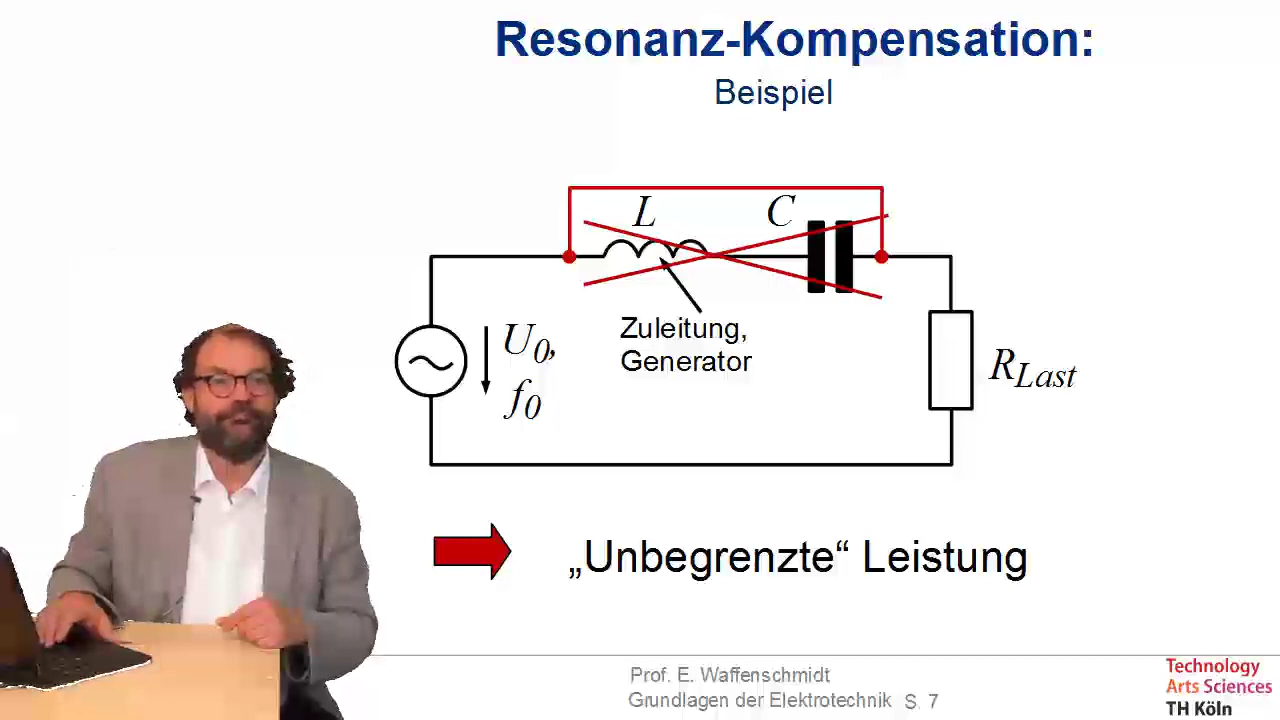 Resonanz-Kompensation:
Beispiel
L
C
Zuleitung,
Generator
U0,
f0
RLast
„Unbegrenzte“ Leistung
Prof. E. Waffenschmidt
Grundlagen der Elektrotechnik S. 7
Technology
Arts Sciences
TH Köln